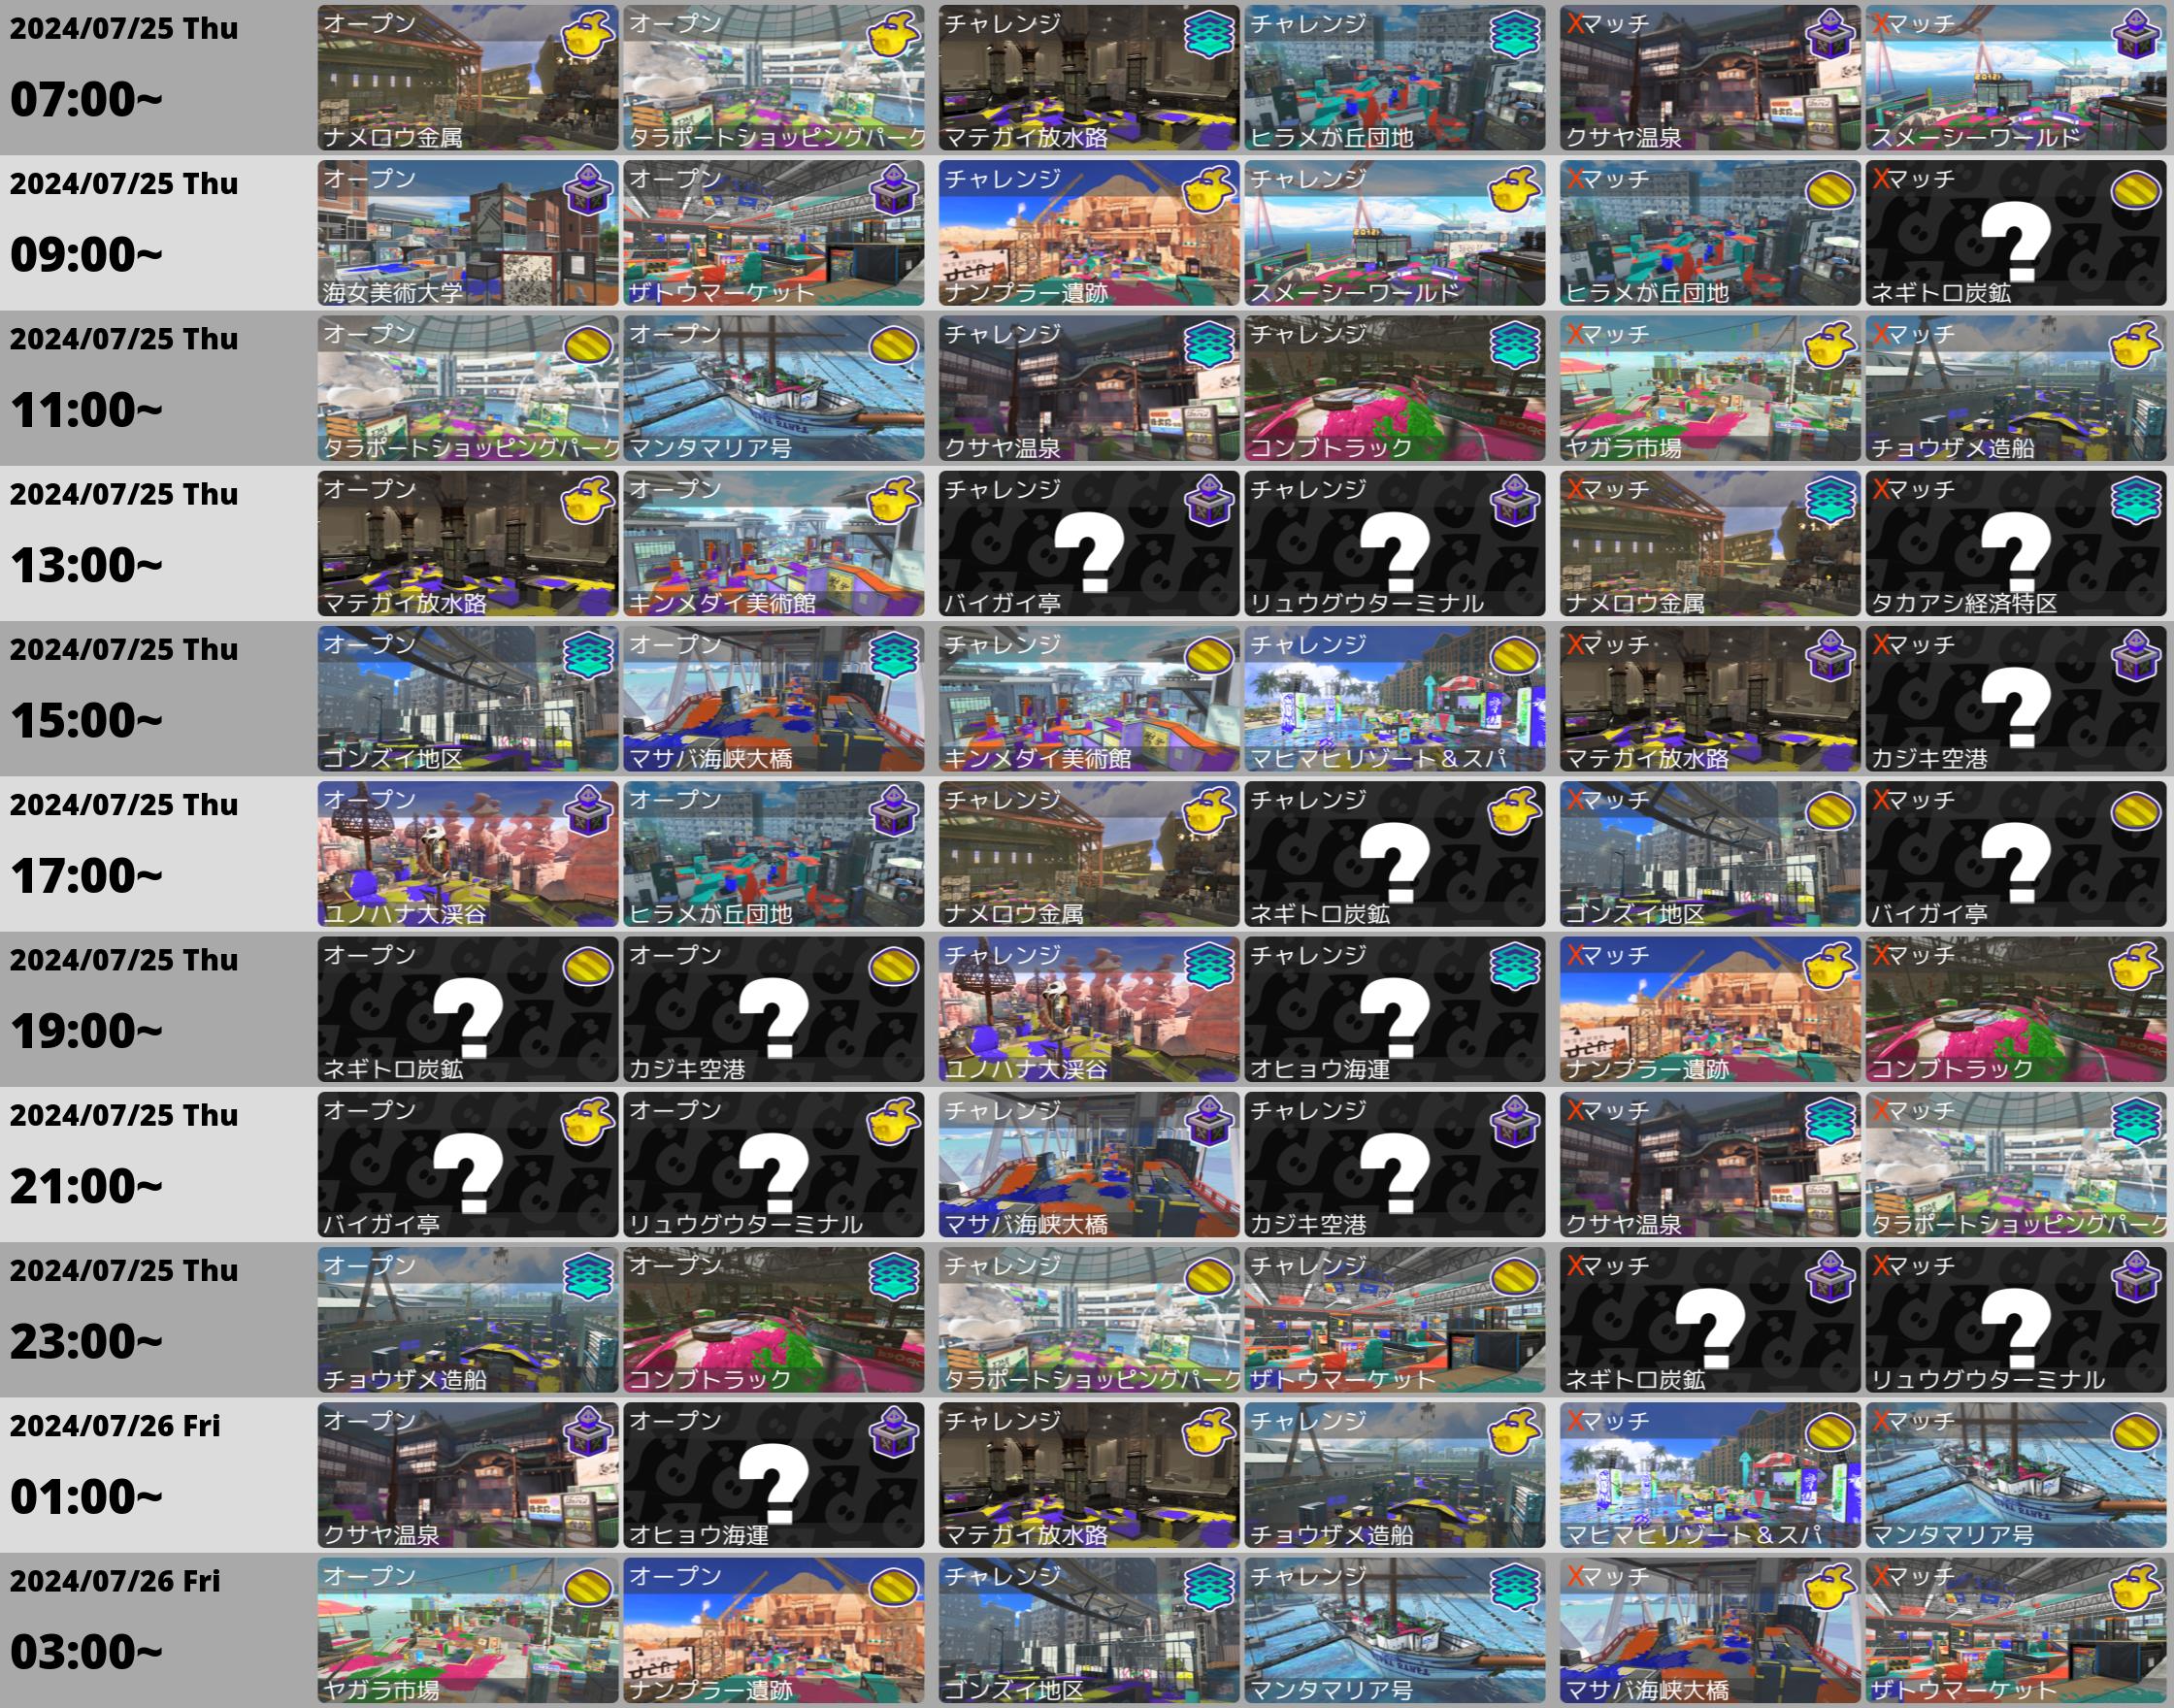 2024/07/25 Thu
07:00~
オープン
ナメロウ金属
オープン
タラポートショッピングパーク
チャレンジ
マテガイ放水路
チャレンジ
ヒラメが丘団地
Xマッチ
クサヤ温泉
Xマッチ
スメーシーワールド
2024/07/25 Thu
09:00~
オープン
海女美術大学
オープン
ザトウマーケット
チャレンジ
ナンプラー遺跡
チャレンジ
スメーシーワールド
Xマッチ
ヒラメが丘団地
Xマッチ
?
ネギトロ炭鉱
2024/07/25 Thu
11:00~
オープン
タラポートショッピングパーク
オープン
マンタマリア号
チャレンジ
クサヤ温泉
チャレンジ
コンブトラック
Xマッチ
ヤガラ市場
Xマッチ
チョウザメ造船
2024/07/25 Thu
13:00~
オープン
マテガイ放水路
オープン
キンメダイ美術館
チャレンジ
?
バイガイ亭
チャレンジ
?
リュウグウターミナル
Xマッチ
ナメロウ金属
Xマッチ
?
タカアシ経済特区
2024/07/25 Thu
15:00~
オープン
ゴンズイ地区
オープン
マサバ海峡大橋
チャレンジ
キンメダイ美術館
チャレンジ
マヒマヒリゾート＆スパ
Xマッチ
マテガイ放水路
Xマッチ
?
カジキ空港
2024/07/25 Thu
17:00~
オープン
ユノハナ大渓谷
オープン
ヒラメが丘団地
チャレンジ
ナメロウ金属
チャレンジ
?
ネギトロ炭鉱
Xマッチ
ゴンズイ地区
Xマッチ
?
バイガイ亭
2024/07/25 Thu
19:00~
オープン
?
ネギトロ炭鉱
オープン
?
カジキ空港
チャレンジ
ユノハナ大渓谷
チャレンジ
?
オヒョウ海運
Xマッチ
ナンプラー遺跡
Xマッチ
コンブトラック
2024/07/25 Thu
21:00~
オープン
?
バイガイ亭
オープン
?
リュウグウターミナル
チャレンジ
マサバ海峡大橋
チャレンジ
?
カジキ空港
Xマッチ
クサヤ温泉
Xマッチ
タラポートショッピングパーク
2024/07/25 Thu
23:00~
オープン
チョウザメ造船
オープン
コンブトラック
チャレンジ
タラポートショッピングパーク
チャレンジ
ザトウマーケット
Xマッチ
?
ネギトロ炭鉱
Xマッチ
?
リュウグウターミナル
2024/07/26 Fri
01:00~
オープン
クサヤ温泉
オープン
?
オヒョウ海運
チャレンジ
マテガイ放水路
チャレンジ
チョウザメ造船
Xマッチ
マヒマヒリゾート＆スパ
Xマッチ
マンタマリア号
2024/07/26 Fri
03:00~
オープン
ヤガラ市場
オープン
ナンプラー遺跡
チャレンジ
ゴンズイ地区
チャレンジ
マンタマリア号
Xマッチ
マサバ海峡大橋
Xマッチ
ザトウマーケット